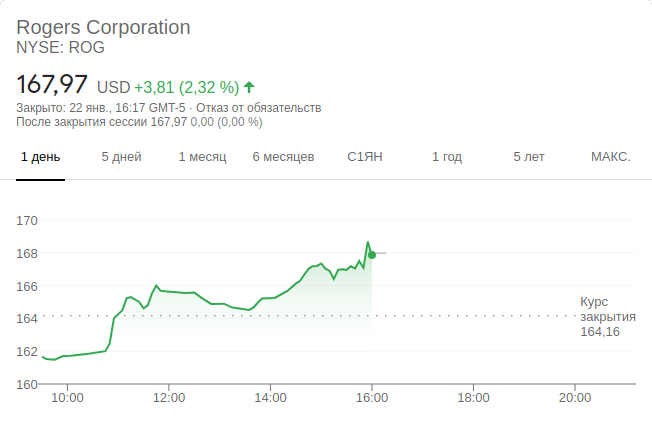 Rogers Corporation
NYSE: ROG
167,97 USD +3,81 (2,32 %)
Закрыто: 22 янв., 16:17 GMT-5 · Отказ от обязательств
После закрытия сессии 167,97 0,00 (0,00 %)
1 день 5 дней 1 месяц 6 месяцев С1ЯН 1 год 5 лет МАКС.
170
168
166
164
162
160
Курс
закрытия
164,16
10:00 12:00 14:00 16:00 18:00 20:00